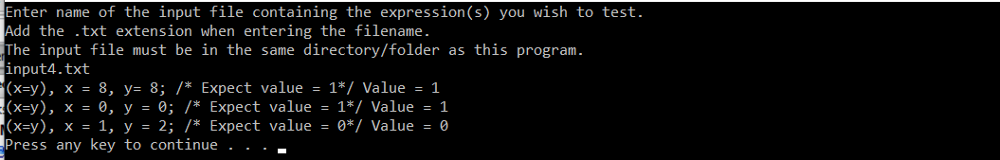 Enter name of the input file containing the expression(s) you wish to test.
Add the .txt extension when entering the filename.
The input file must be in the same directory/folder as this program.
input4.txt
(x=y), x = 8, y= 8; /* Expect value = 1*/ Value = 1
(x=y), x = 0, y = 0; /* Expect value = 1*/ Value = 1
(x=y), x = 1, y = 2; /* Expect value = 0*/ Value = 0
Press any key to continue . . .